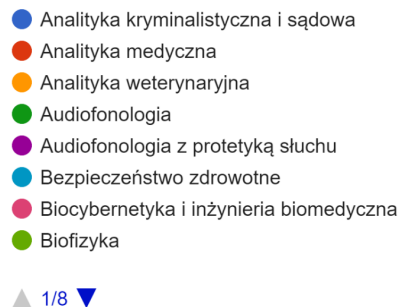 Analityka kryminalistyczna i sądowa
Analityka medyczna
Analityka weterynaryjna
Audiofonologia
Audiofonologia z protetyką słuchu
Bezpieczeństwo zdrowotne
Biocybernetyka i inżynieria biomedyczna
Biofizyka
1/8